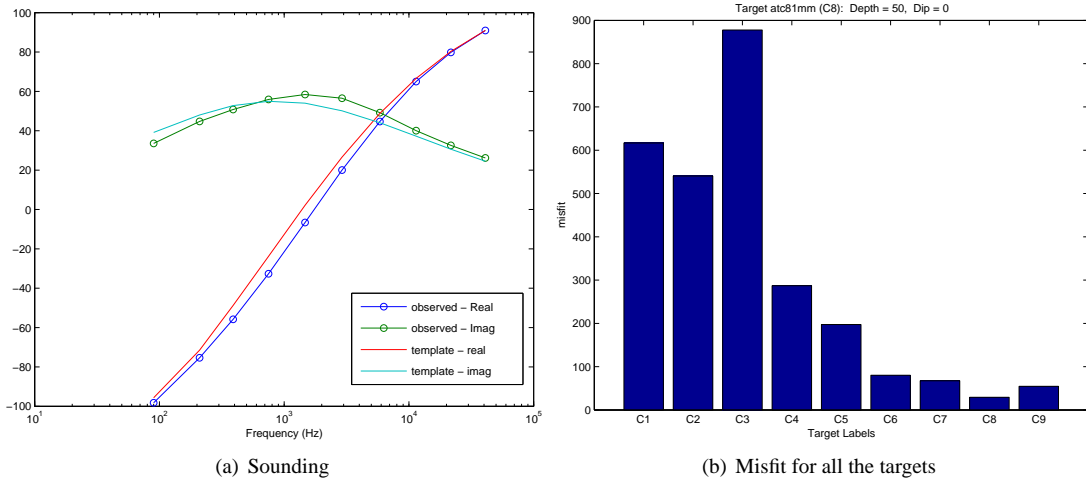 100
80
60
40
20
0
−20
−40
−60
−80
−100
10^1
10^2
10^3
10^4
10^5
Frequency (Hz)
observed − Real
observed − Imag
template − real
template − imag
(a) Sounding
Target atc81mm (C8): Depth = 50, Dip = 0
900
800
700
600
500
400
300
200
100
0
misfit
C1 C2 C3 C4 C5 C6 C7 C8 C9
Target Labels
(b) Misfit for all the targets